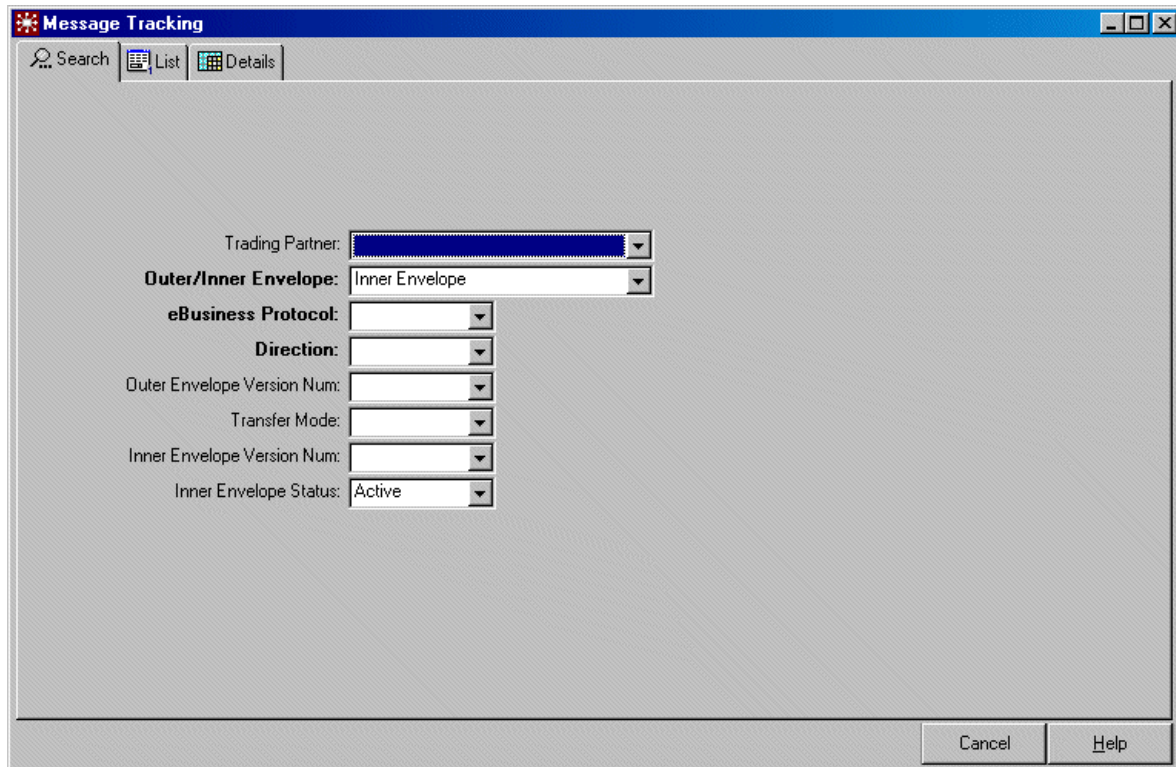 Message Tracking
Search List Details
Trading Partner:
Outer/Inner Envelope: Inner Envelope
eBusiness Protocol:
Direction:
Outer Envelope Version Num:
Transfer Mode:
Inner Envelope Version Num:
Inner Envelope Status: Active
Cancel Help